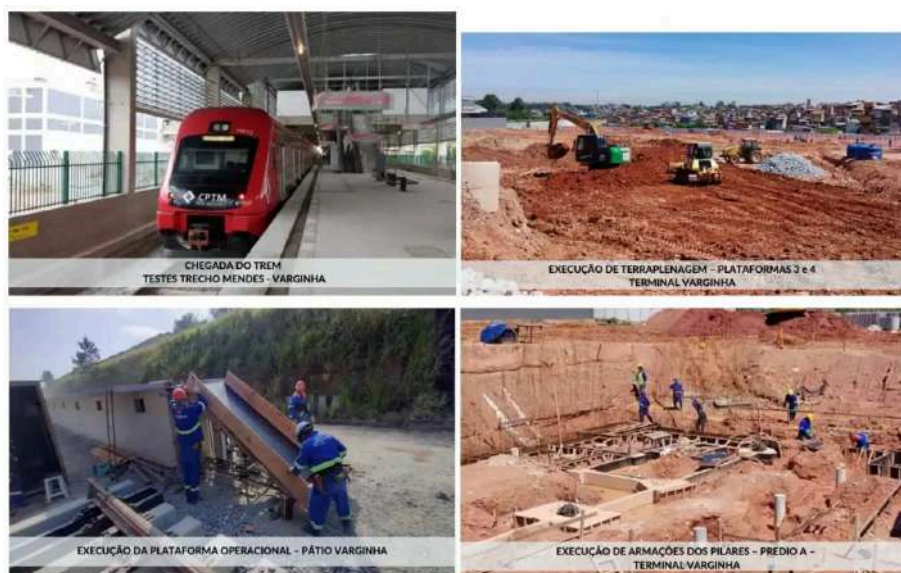 CPTM
CHEGADA DO TREM
TESTES TRECHO MENDES - VARGINHA
EXECUÇÃO DE TERRAPLENAGEM – PLATAFORMAS 3 e 4
TERMINAL VARGINHA
EXECUÇÃO DA PLATAFORMA OPERACIONAL – PÁTIO VARGINHA
EXECUÇÃO DE ARMAÇÕES DOS PILARES – PREDIO A –
TERMINAL VARGINHA